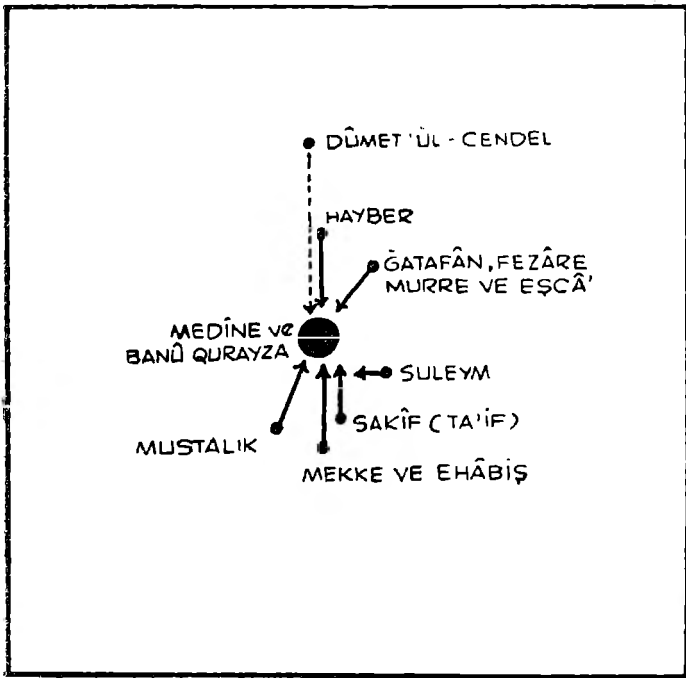 DÛMET'ÜL - CENDEL
HAYBER
ĞATAFÂN, FEZÂRE
MURRE VE EŞCÂ'
MEDÎNE ve
BANÛ QURAYZA
SULEYM
SAKÎF (TA'İF)
MUSTALIK
MEKKE VE EHÂBİŞ